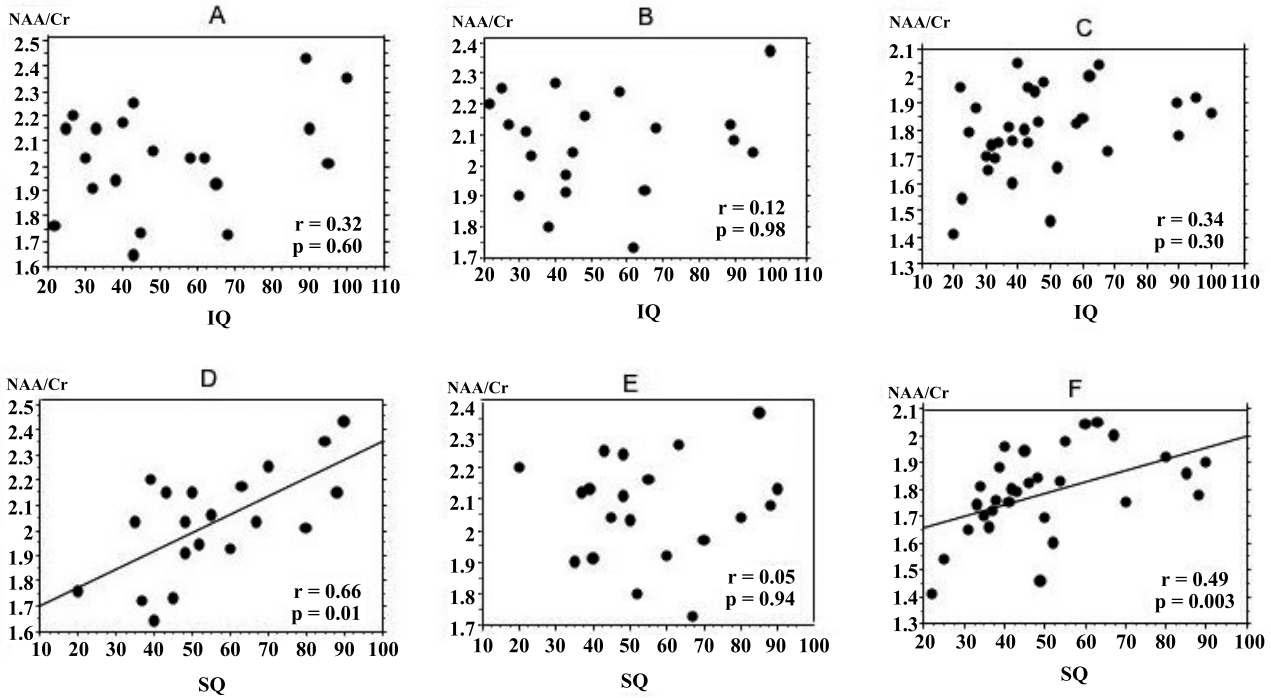 A
NAA/Cr
2.5
2.4
2.3
2.2
2.1
2
1.9
1.8
1.7
1.6
r = 0.32
p = 0.60
20 30 40 50 60 70 80 90 100 110
IQ
B
NAA/Cr
2.4
2.3
2.2
2.1
2
1.9
1.8
1.7
r = 0.12
p = 0.98
20 30 40 50 60 70 80 90 100 110
IQ
C
NAA/Cr
2.1
2
1.9
1.8
1.7
1.6
1.5
1.4
1.3
r = 0.34
p = 0.30
10 20 30 40 50 60 70 80 90 100 110
IQ
D
NAA/Cr
2.5
2.4
2.3
2.2
2.1
2
1.9
1.8
1.7
1.6
r = 0.66
p = 0.01
10 20 30 40 50 60 70 80 90 100
SQ
E
NAA/Cr
2.4
2.3
2.2
2.1
2
1.9
1.8
1.7
r = 0.05
p = 0.94
10 20 30 40 50 60 70 80 90 100
SQ
F
NAA/Cr
2.1
2
1.9
1.8
1.7
1.6
1.5
1.4
1.3
r = 0.49
p = 0.003
20 30 40 50 60 70 80 90 100
SQ